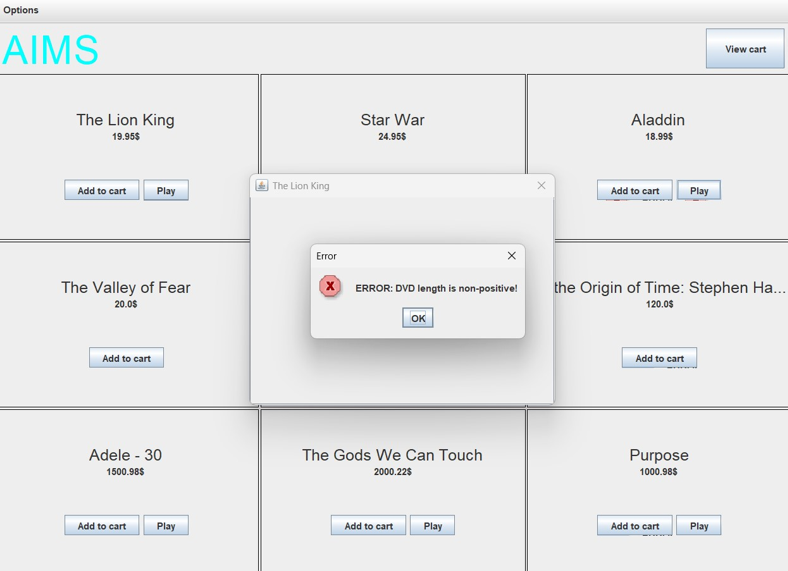 Options
AIMS
View cart
The Lion King
19.95$
Add to cart
Play
Star War
24.95$
Aladdin
18.99$
Add to cart
Play
The Lion King
Error
ERROR: DVD length is non-positive!
OK
The Valley of Fear
20.0$
Add to cart
the Origin of Time: Stephen Ha...
120.0$
Add to cart
Adele - 30
1500.98$
Add to cart
Play
The Gods We Can Touch
2000.22$
Add to cart
Play
Purpose
1000.98$
Add to cart
Play